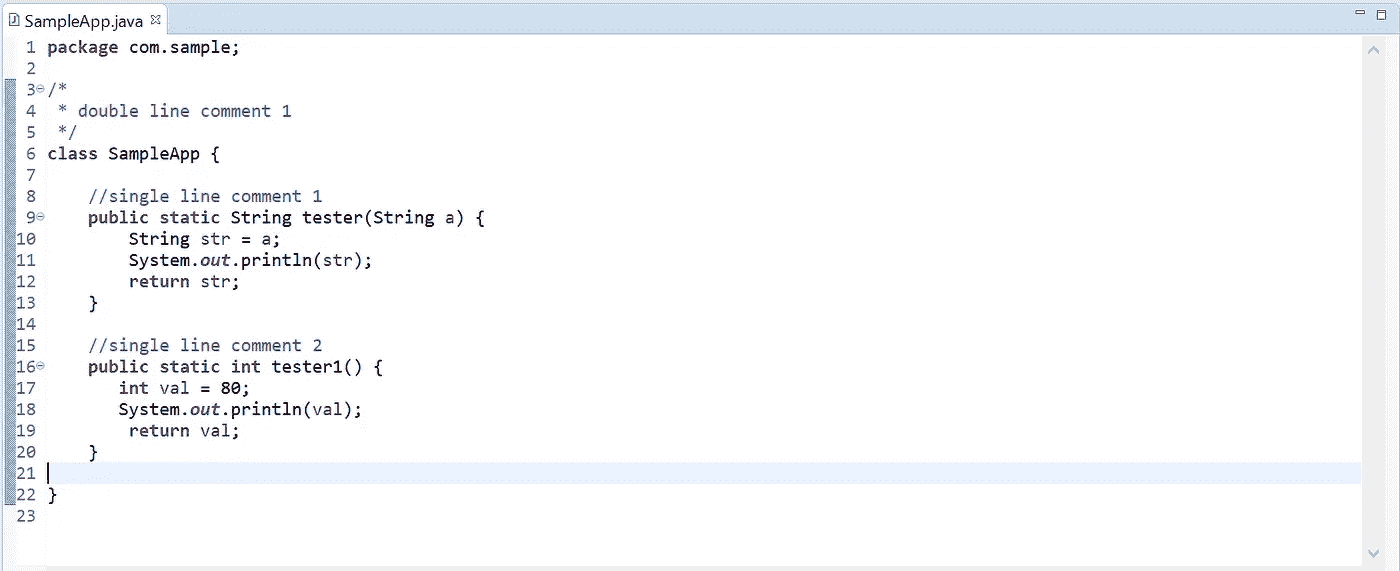 SampleApp.java
1 package com.sample;
2
3 /*
4  * double line comment 1
5  */
6 class SampleApp {
7
8     //single line comment 1
9     public static String tester(String a) {
10         String str = a;
11         System.out.println(str);
12         return str;
13     }
14
15     //single line comment 2
16     public static int tester1() {
17        int val = 80;
18        System.out.println(val);
19         return val;
20     }
21
22 }
23